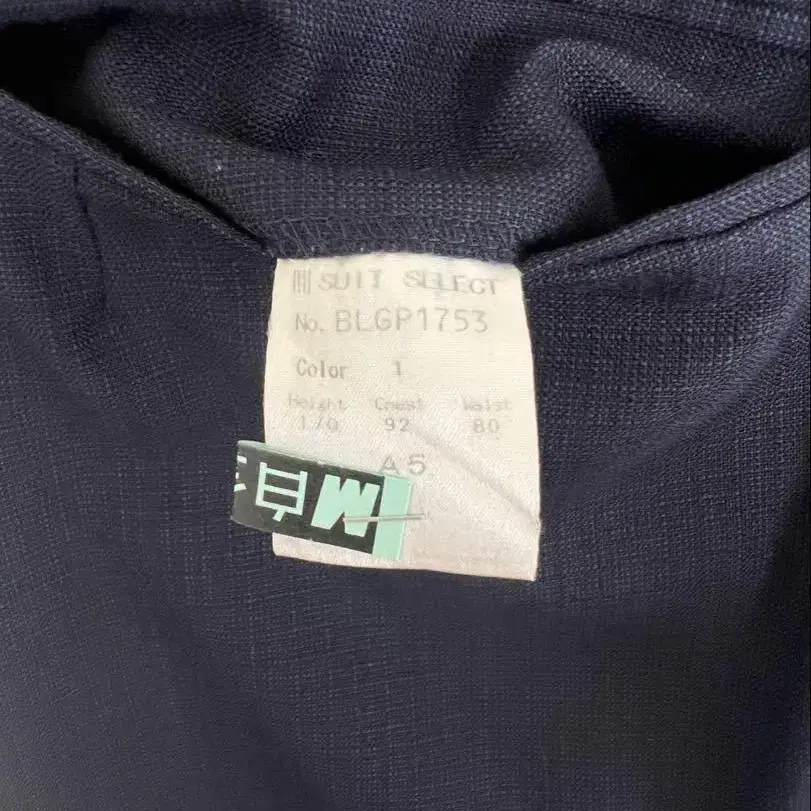 SUIT SELECT
No. BLGP1753
Color 1
Height Chest Waist
170 92 80
A5
M